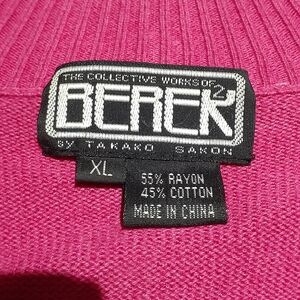 THE COLLECTIVE WORKS OF
BEREK 2
BY TAKAKO SAKON
XL
55% RAYON
45% COTTON
MADE IN CHINA